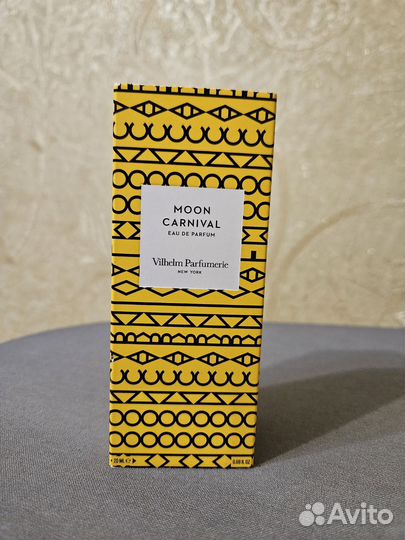 MOON
CARNIVAL
EAU DE PARFUM
Vilhelm Parfumerie
NEW YORK
20 ML ℮
0.68 FL OZ
Avito